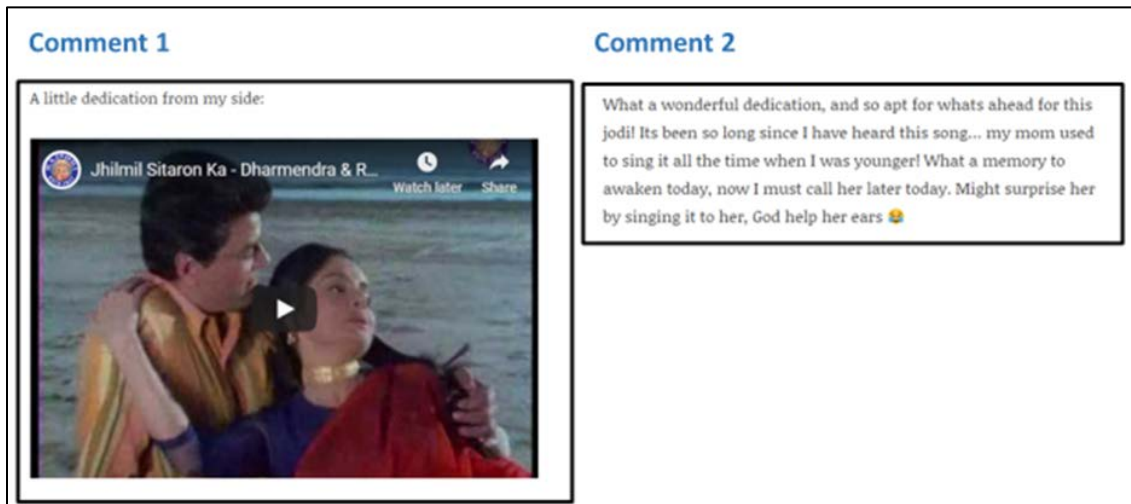 Comment 1
A little dedication from my side:
Jhilmil Sitaron Ka - Dharmendra & R...
Watch later
Share
Comment 2
What a wonderful dedication, and so apt for whats ahead for this
jodi! Its been so long since I have heard this song... my mom used
to sing it all the time when I was younger! What a memory to
awaken today, now I must call her later today. Might surprise her
by singing it to her, God help her ears 😂